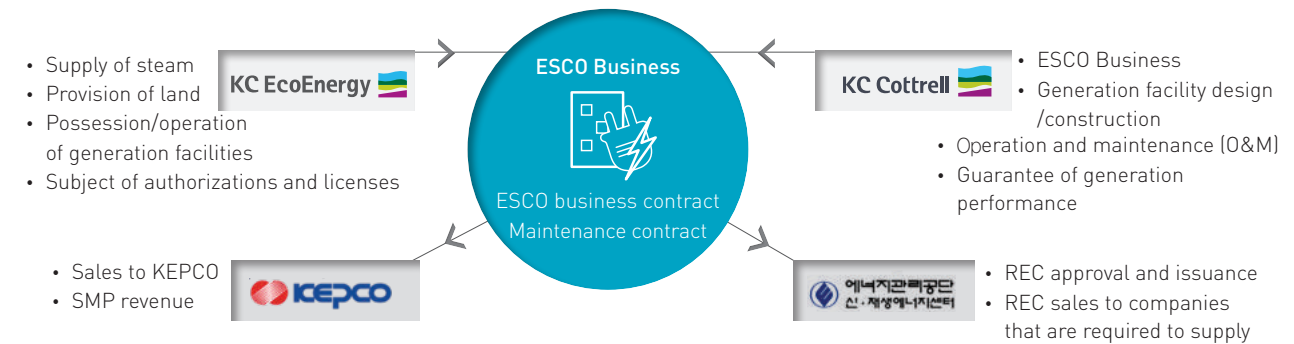 • Supply of steam
• Provision of land
• Possession/operation
of generation facilities
• Subject of authorizations and licenses
KC EcoEnergy
ESCO Business
ESCO business contract
Maintenance contract
KC Cottrell
• ESCO Business
• Generation facility design
/construction
• Operation and maintenance (O&M)
• Guarantee of generation
performance
• Sales to KEPCO
• SMP revenue
KEPCO
에너지관리공단
신·재생에너지센터
• REC approval and issuance
• REC sales to companies
that are required to supply